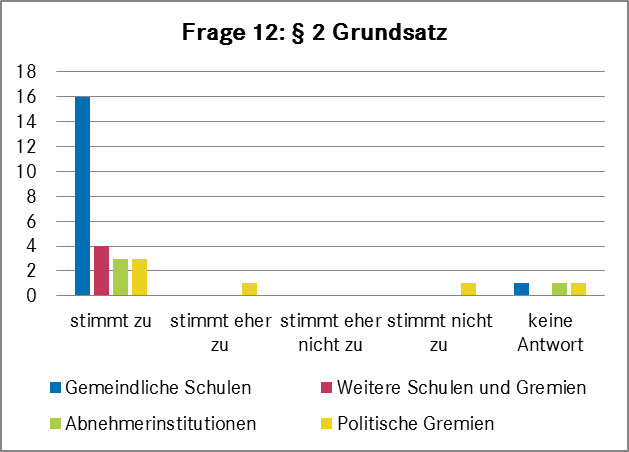 Frage 12: § 2 Grundsatz
18
16
14
12
10
8
6
4
2
0
stimmt zu
stimmt eher
zu
stimmt eher
nicht zu
stimmt nicht
zu
keine
Antwort
Gemeindliche Schulen
Weitere Schulen und Gremien
Abnehmerinstitutionen
Politische Gremien